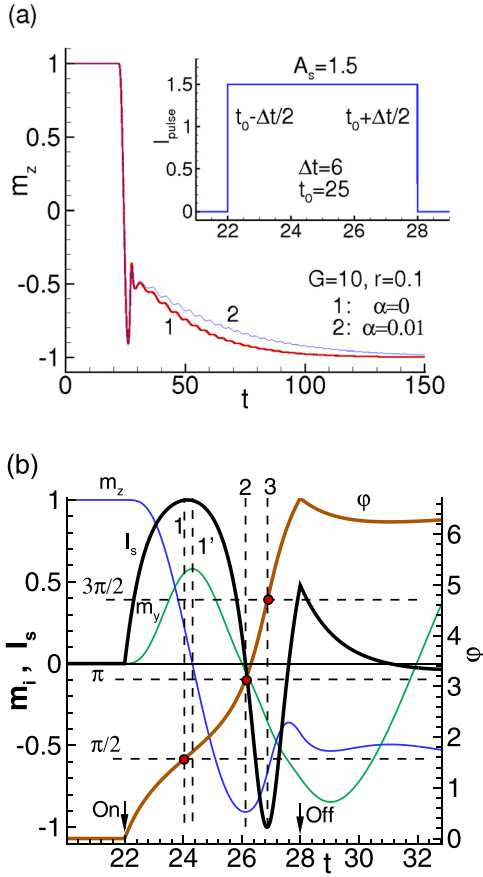 (a)
1
0.5
0
-0.5
-1
m_z
0
50
100
150
t
A_s=1.5
1.5
1
0.5
0
I_pulse
t_0-Δt/2
t_0+Δt/2
Δt=6
t_0=25
22
24
26
28
G=10, r=0.1
1: α=0
2: α=0.01
1
2
(b)
m_z
1
0.5
0
-0.5
-1
m_i , I_s
I_s
m_y
1
1'
2
3
φ
3π/2
π
π/2
On
Off
22
24
26
28
30
32
t
6
5
4
3
2
1
0
φ